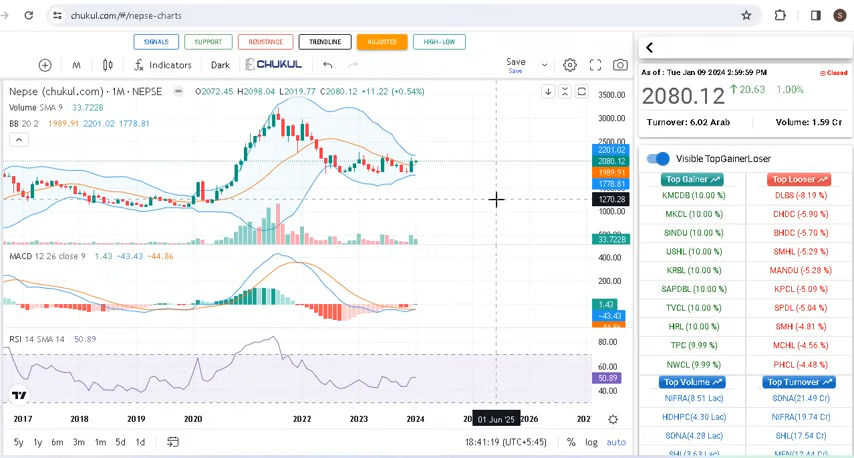 chukul.com/#/nepse-charts
S
SIGNALS SUPPORT RESISTANCE TRENDLINE ADJUSTED HIGH-LOW
M Indicators Dark CHUKUL Save
Save
Nepse (chukul.com) · 1M · NEPSE O2072.45 H2098.04 L2019.77 C2080.12 +11.22 (+0.54%)
Volume SMA 9 33.722B
BB 20 2 1989.91 2201.02 1778.81
3500.00
3000.00
2500.00
2201.02
2080.12
1989.91
1778.81
1270.28
1000.00
500.00
33.722B
MACD 12 26 close 9 1.43 −43.43 −44.86
400.00
200.00
1.43
−43.43
RSI 14 SMA 14 50.89
80.00
60.00
50.89
40.00
2017 2018 2019 2020 2022 2023 2024 01 Jun '25 2026
5y 1y 6m 3m 1m 5d 1d 18:41:19 (UTC+5:45) % log auto
As of : Tue Jan 09 2024 2:59:59 PM Closed
2080.12 20.63 1.00%
Turnover: 6.02 Arab Volume: 1.59 Cr
Visible TopGainerLoser
Top Gainer Top Looser
KMCDB (10.00 %) DLBS (-8.19 %)
MKCL (10.00 %) CHDC (-5.90 %)
SINDU (10.00 %) BHDC (-5.70 %)
USHL (10.00 %) SMHL (-5.29 %)
KRBL (10.00 %) MANDU (-5.28 %)
SAPDBL (10.00 %) KPCL (-5.09 %)
TVCL (10.00 %) SPDL (-5.04 %)
HRL (10.00 %) SMH (-4.81 %)
TPC (9.99 %) MCHL (-4.56 %)
NWCL (9.99 %) PHCL (-4.48 %)
Top Volume Top Turnover
NIFRA(8.51 Lac) SONA(21.49 Cr)
HDHPC(4.30 Lac) NIFRA(19.74 Cr)
SONA(4.28 Lac) SHL(17.54 Cr)
SHL(3.63 Lac) MEN(12.44 Cr)